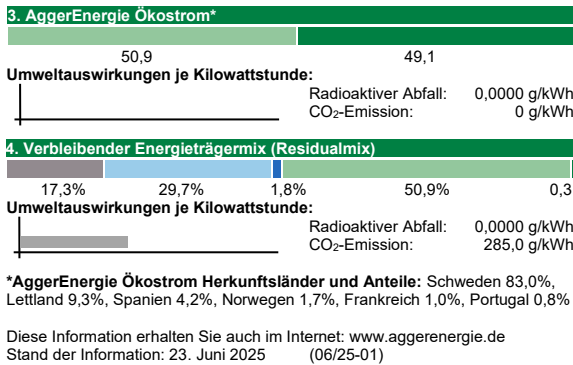 3. AggerEnergie Ökostrom*
50,9 49,1
Umweltauswirkungen je Kilowattstunde:
Radioaktiver Abfall: 0,0000 g/kWh
CO₂-Emission: 0 g/kWh
4. Verbleibender Energieträgermix (Residualmix)
17,3% 29,7% 1,8% 50,9% 0,3
Umweltauswirkungen je Kilowattstunde:
Radioaktiver Abfall: 0,0000 g/kWh
CO₂-Emission: 285,0 g/kWh
*AggerEnergie Ökostrom Herkunftsländer und Anteile: Schweden 83,0%,
Lettland 9,3%, Spanien 4,2%, Norwegen 1,7%, Frankreich 1,0%, Portugal 0,8%
Diese Information erhalten Sie auch im Internet: www.aggerenergie.de
Stand der Information: 23. Juni 2025 (06/25-01)